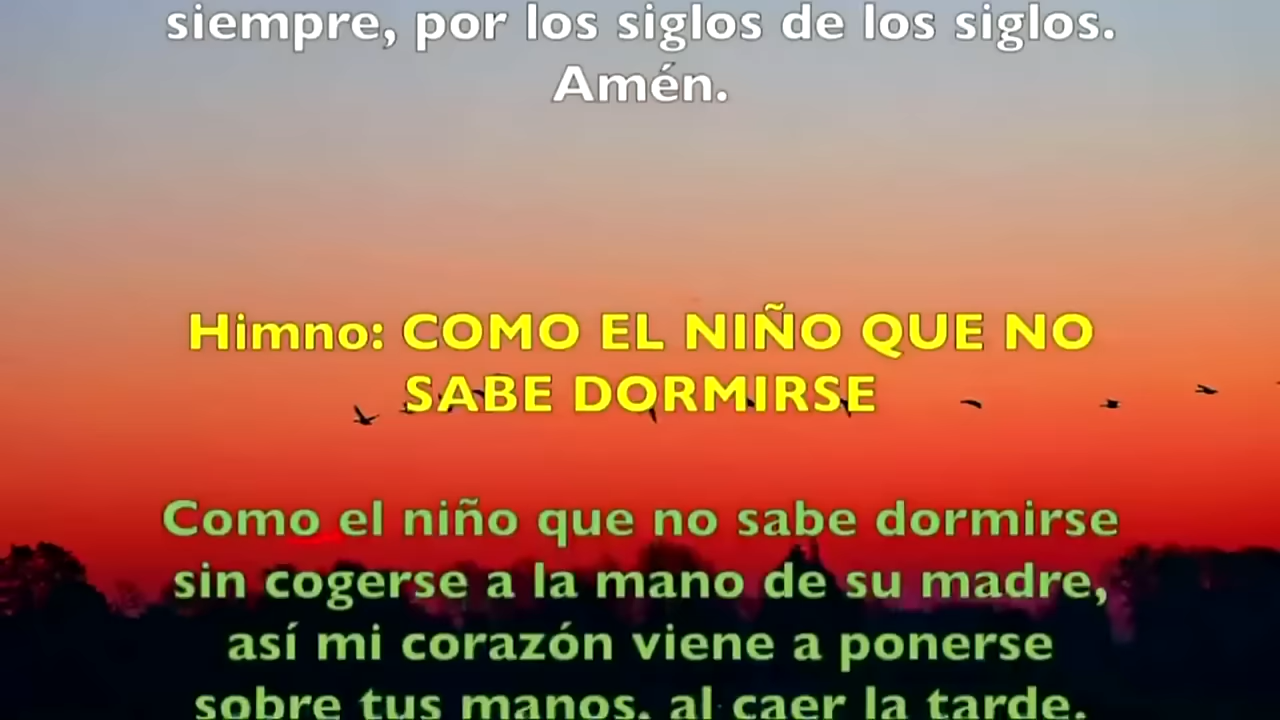 siempre, por los siglos de los siglos.
Amén.
Himno: COMO EL NIÑO QUE NO
SABE DORMIRSE
Como el niño que no sabe dormirse
sin cogerse a la mano de su madre,
así mi corazón viene a ponerse
sobre tus manos, al caer la tarde.